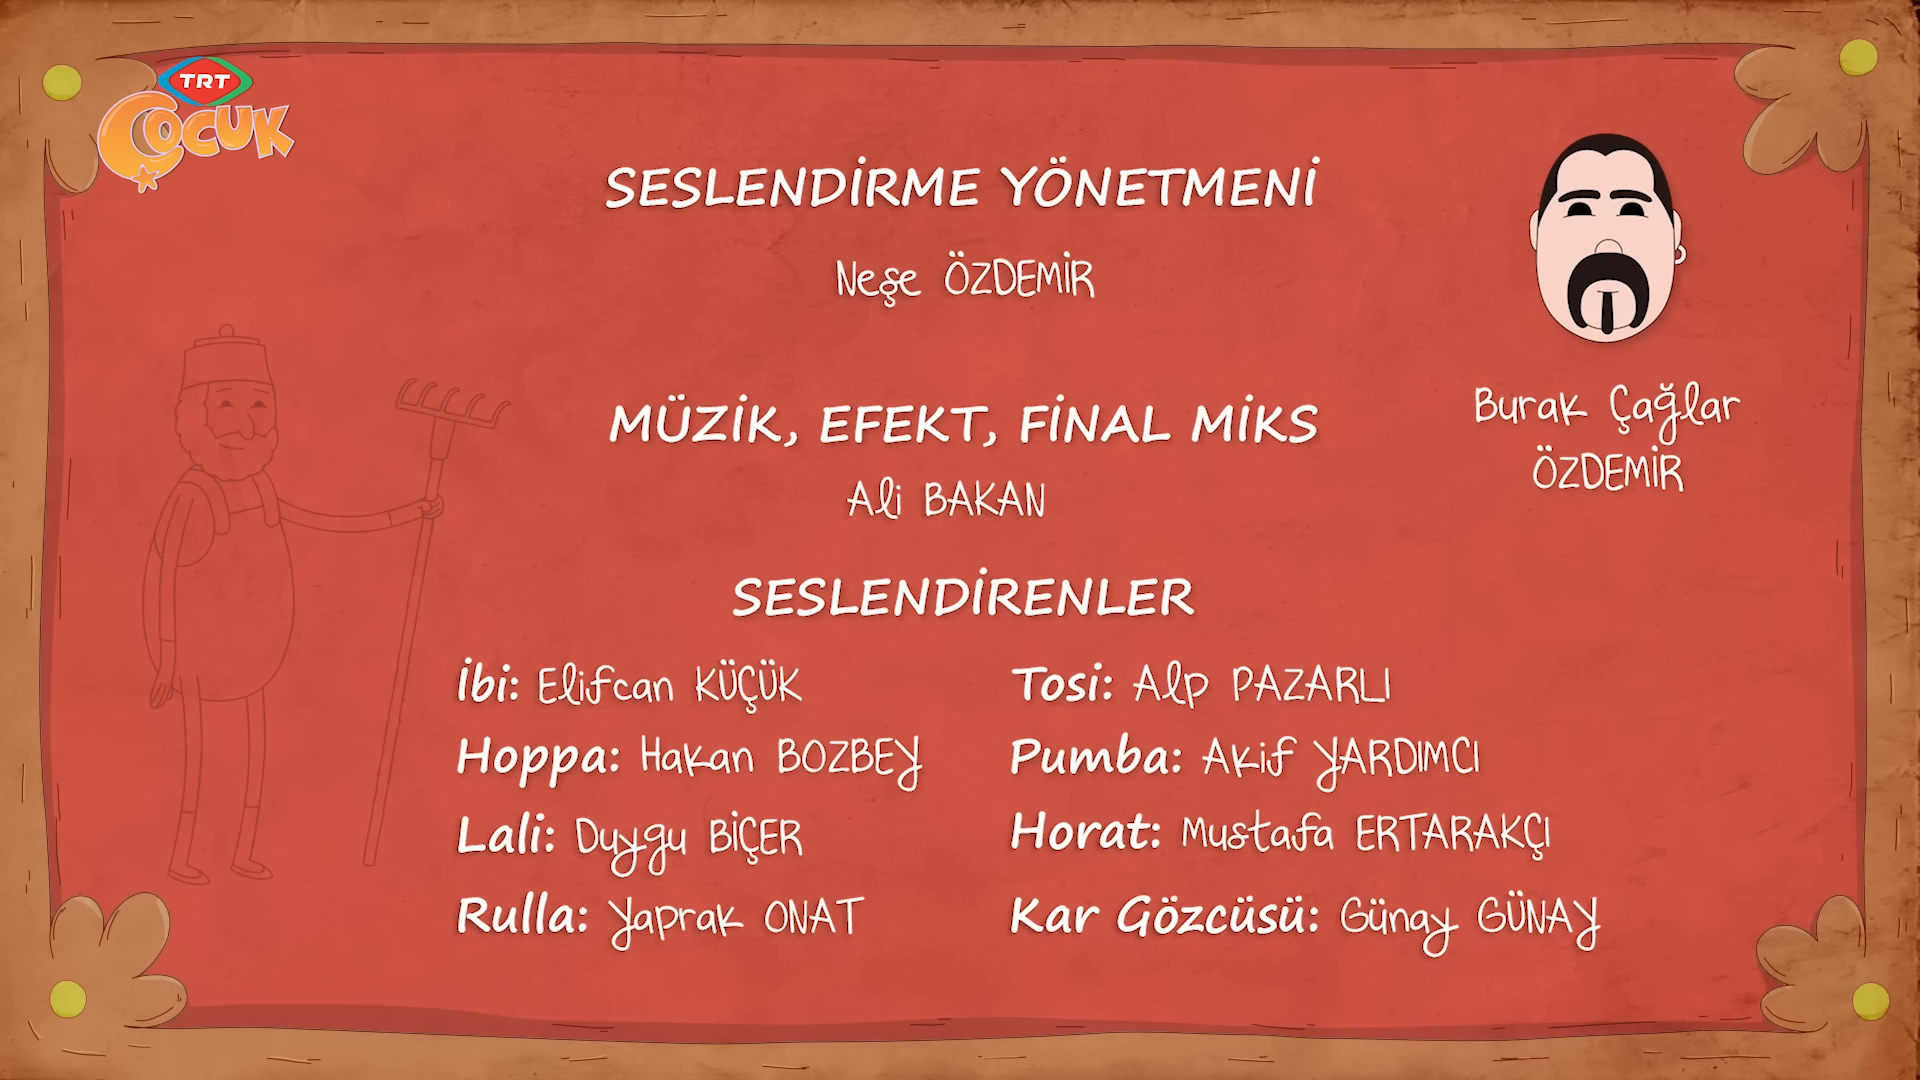 TRT
ÇOCUK
SESLENDİRME YÖNETMENİ
Neşe ÖZDEMİR
MÜZİK, EFEKT, FİNAL MİKS
Ali BAKAN
Burak Çağlar
ÖZDEMİR
SESLENDİRENLER
İbi: Elifcan KÜÇÜK
Hoppa: Hakan BOZBEY
Lali: Duygu BİÇER
Rulla: Yaprak ONAT
Tosi: Alp PAZARLI
Pumba: Akif YARDIMCI
Horat: Mustafa ERTARAKÇI
Kar Gözcüsü: Günay GÜNAY